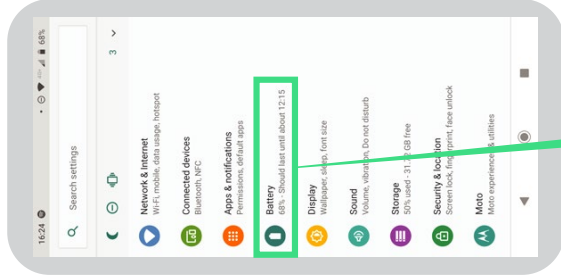 16:24
68%
Search settings
3
Network & Internet
Wi-Fi, mobile, data usage, hotspot
Connected devices
Bluetooth, NFC
Apps & notifications
Permissions, default apps
Battery
68% - Should last until about 12:15
Display
Wallpaper, sleep, font size
Sound
Volume, vibration, Do not disturb
Storage
50% used - 31. GB free
Security & location
Screen lock, fingerprint, face unlock
Moto
Moto experiences & utilities